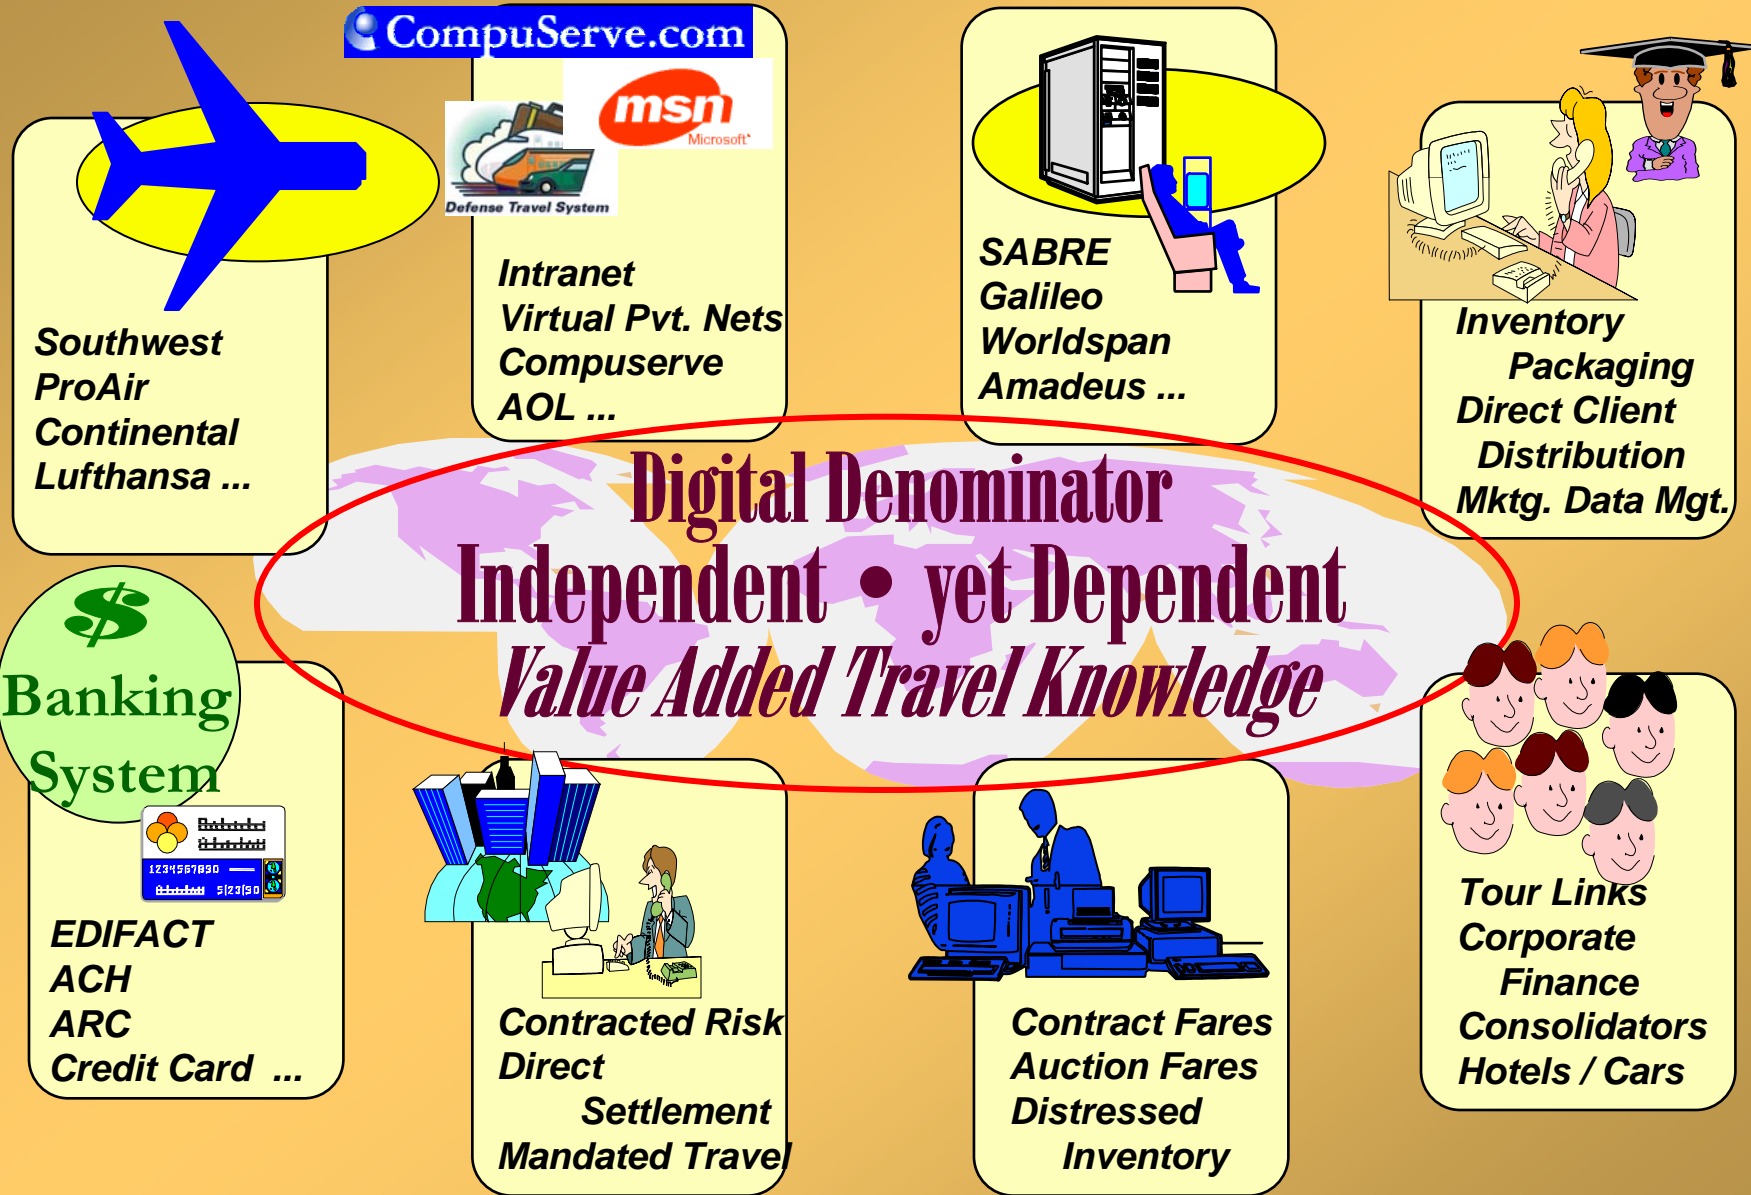 CompuServe.com
msn
Microsoft
Defense Travel System
Southwest
ProAir
Continental
Lufthansa ...
Intranet
Virtual Pvt. Nets
Compuserve
AOL ...
SABRE
Galileo
Worldspan
Amadeus ...
Inventory
Packaging
Direct Client
Distribution
Mktg. Data Mgt.
Digital Denominator
Independent • yet Dependent
Value Added Travel Knowledge
$
Banking
System
1234567890
5/23/90
EDIFACT
ACH
ARC
Credit Card ...
Contracted Risk
Direct
Settlement
Mandated Travel
Contract Fares
Auction Fares
Distressed
Inventory
Tour Links
Corporate
Finance
Consolidators
Hotels / Cars